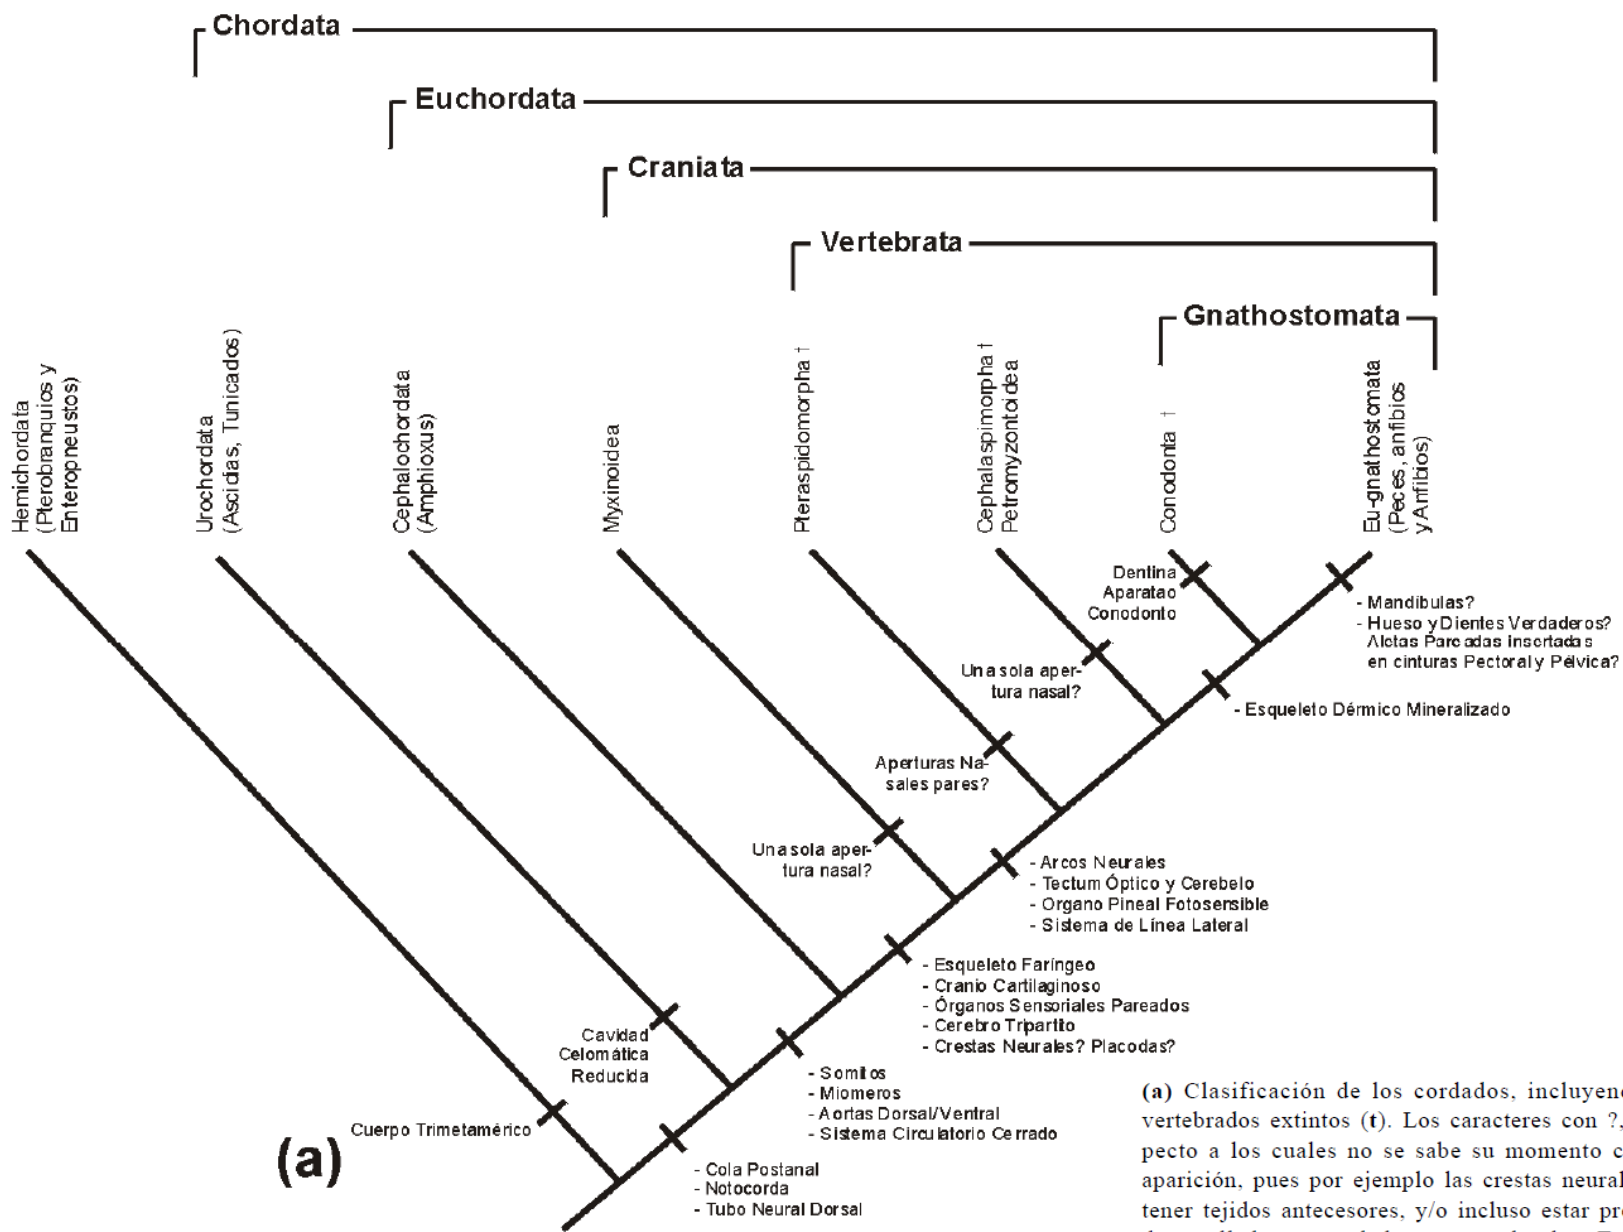 Chordata
Euchordata
Craniata
Vertebrata
Gnathostomata
Hemichordata
(Pterobranquios y
Enteropneustos)
Urochordata
(Ascidias, Tunicados)
Cephalochordata
(Amphioxus)
Myxinoidea
Pteraspidomorpha †
Cephalaspimorpha †
Petromyzontoidea
Conodonta †
Eu-gnathostomata
(Peces, anfibios
y Anfibios)
Dentina
Aparatao
Conodonto
- Mandibulas?
- Hueso y Dientes Verdaderos?
Aletas Pareadas insertadas
en cinturas Pectoral y Pélvica?
Una sola aper-
tura nasal?
- Esqueleto Dérmico Mineralizado
Aperturas Na-
sales pares?
Una sola aper-
tura nasal?
- Arcos Neurales
- Tectum Óptico y Cerebelo
- Organo Pineal Fotosensible
- Sistema de Línea Lateral
- Esqueleto Faríngeo
- Cranio Cartilaginoso
- Órganos Sensoriales Pareados
- Cerebro Tripartito
- Crestas Neurales? Placodas?
Cavidad
Celomática
Reducida
- Somitos
- Miomeros
- Aortas Dorsal/Ventral
- Sistema Circulatorio Cerrado
Cuerpo Trimetamérico
- Cola Postanal
- Notocorda
- Tubo Neural Dorsal
(a)
(a) Clasificación de los cordados, incluyend
vertebrados extintos (t). Los caracteres con ?,
pecto a los cuales no se sabe su momento c
aparición, pues por ejemplo las crestas neural
tener tejidos antecesores, y/o incluso estar pre